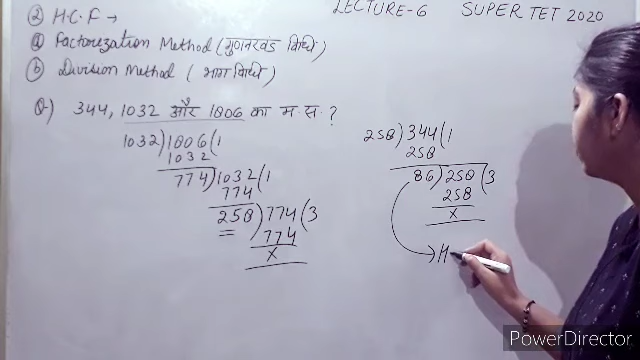 LECTURE-6 SUPER TET 2020
② H.C.F →
ⓐ Factorization Method (गुणनखंड विधि)
ⓑ Division Method ( भाग विधि )
Q) 344, 1032 और 1806 का म.स. ?
1032)1806(1
1032
774)1032(1
774
258)774(3
774
X
258)344(1
258
86)258(3
258
X
H
PowerDirector